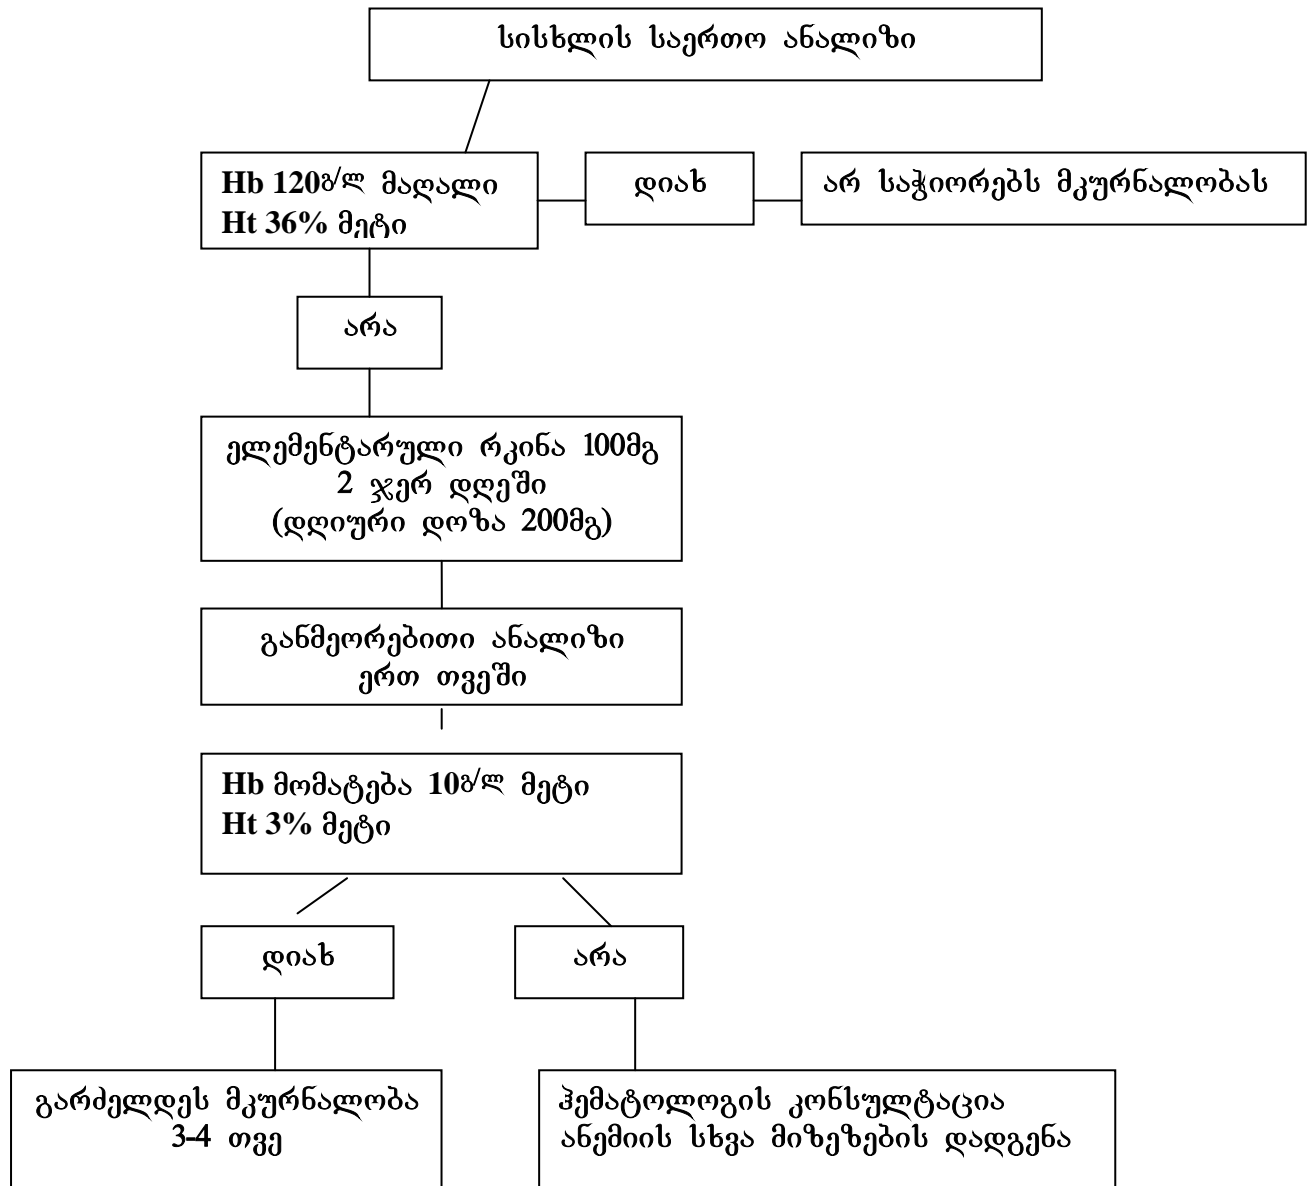 სისხლის საერთო ანალიზი
Hb 120გ/ლ მაღალი
Ht 36% მეტი
დიახ
არ საჭიორებს მკურნალობას
არა
ელემენტარული რკინა 100მგ
2 ჯერ დღეში
(დღიური დოზა 200მგ)
განმეორებითი ანალიზი
ერთ თვეში
Hb მომატება 10გ/ლ მეტი
Ht 3% მეტი
დიახ
არა
გარძელდეს მკურნალობა
3-4 თვე
ჰემატოლოგის კონსულტაცია
ანემიის სხვა მიზეზების დადგენა